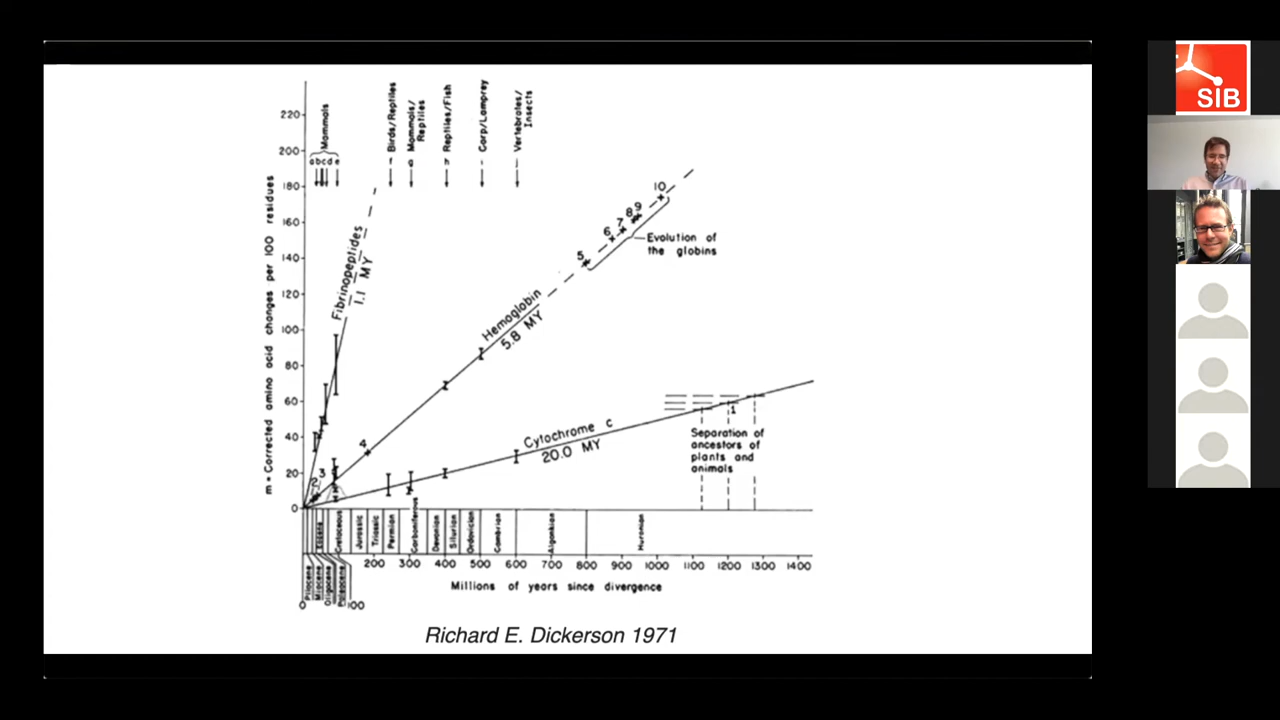 m = Corrected amino acid changes per 100 residues
220
200
180
160
140
120
100
80
60
40
20
0
Mammals
a b c d e
f Birds/Reptiles
g Mammals/
Reptiles
h Reptiles/Fish
i Carp/Lamprey
j Vertebrates/
Insects
Fibrinopeptides
1.1 MY
Hemoglobin
5.8 MY
Cytochrome c
20.0 MY
2
3
4
5
6
7
8
9
10
Evolution of
the globins
1
Separation of
ancestors of
plants and
animals
Pliocene
Miocene
Eocene
Oligocene
Paleocene
Cretaceous
Jurassic
Triassic
Permian
Carboniferous
Devonian
Silurian
Ordovician
Cambrian
Algonkian
Huronian
0
100
200
300
400
500
600
700
800
900
1000
1100
1200
1300
1400
Millions of years since divergence
Richard E. Dickerson 1971
SIB